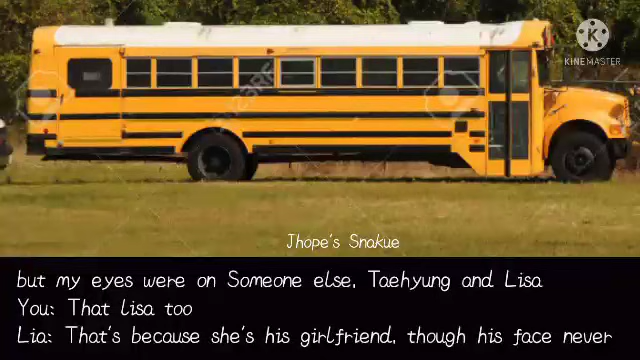 KINEMASTER
Jhope's Snakue
but my eyes were on Someone else, Taehyung and Lisa
You: That lisa too
Lia: That's because she's his girlfriend, though his face never